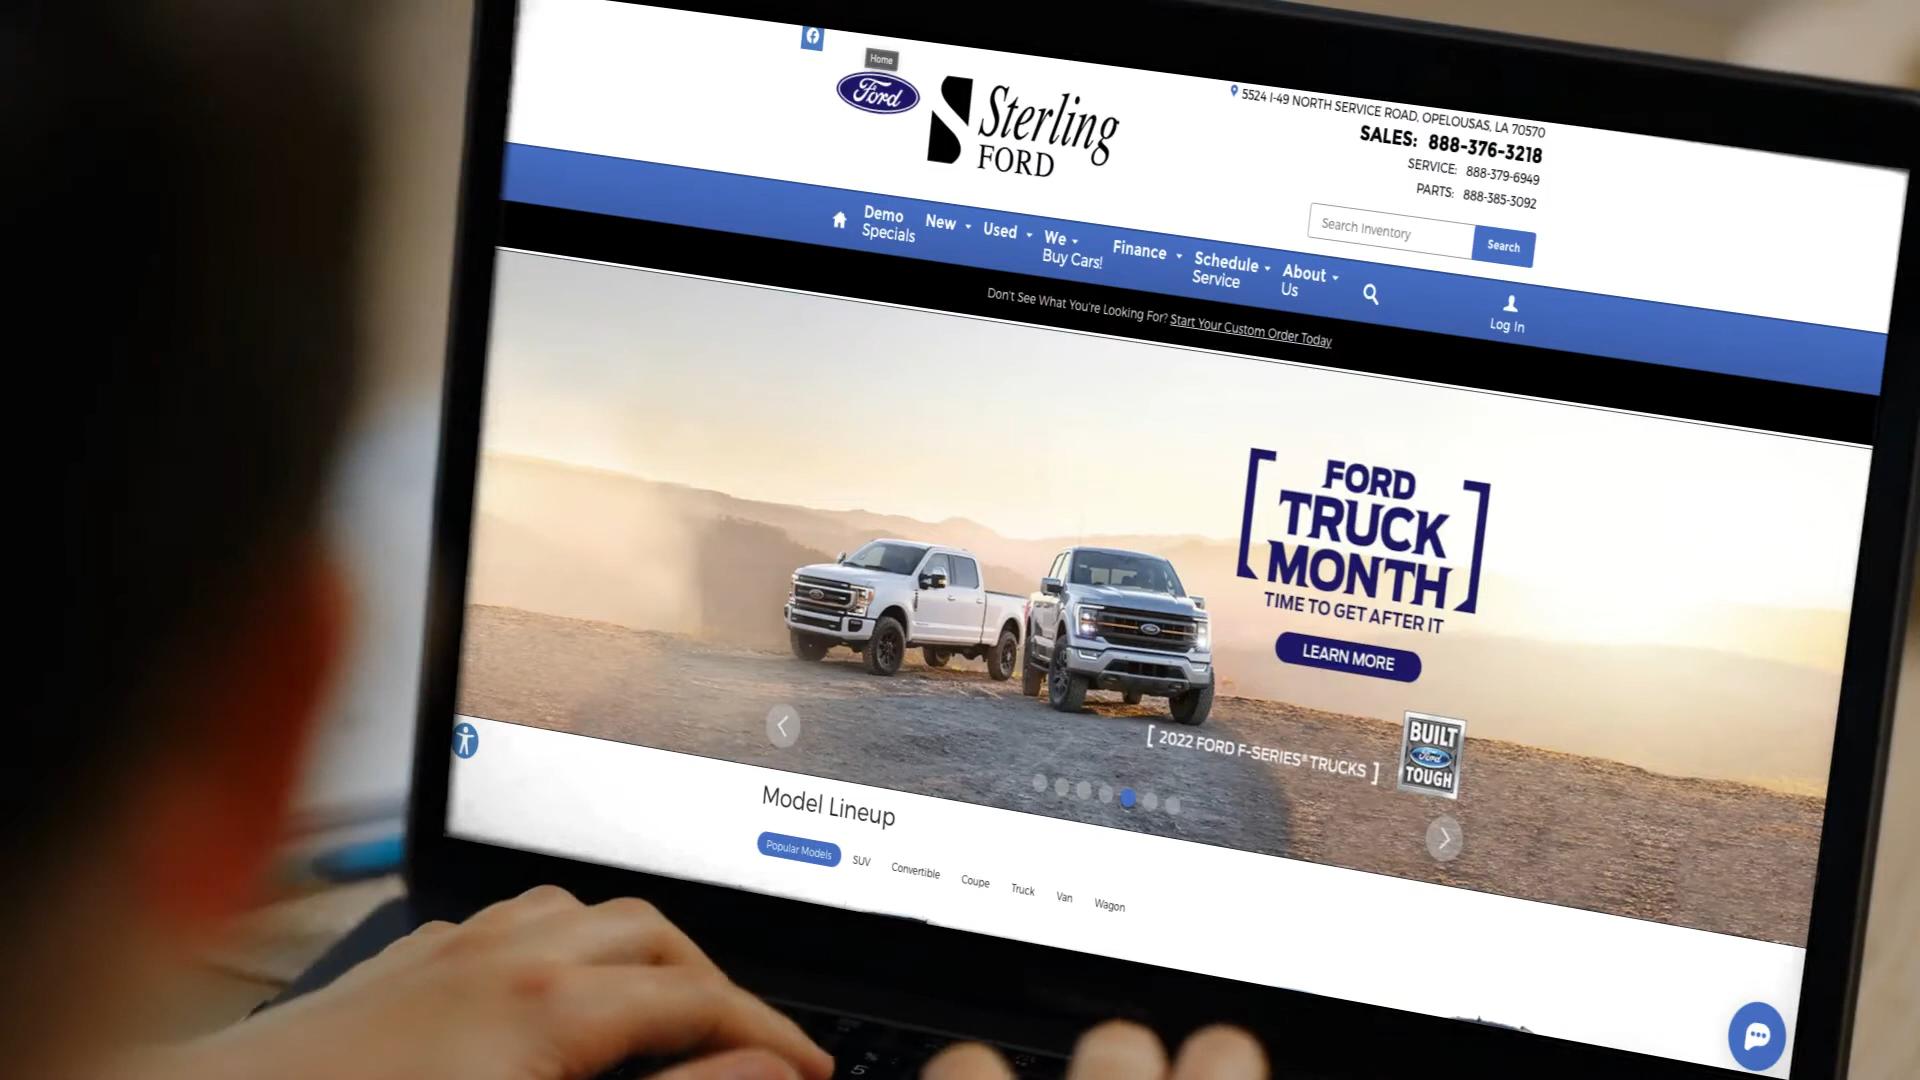 Home
Ford
Sterling
FORD
5524 I-49 NORTH SERVICE ROAD, OPELOUSAS, LA 70570
SALES: 888-376-3218
SERVICE: 888-379-6949
PARTS: 888-385-3092
Search Inventory
Search
Demo
Specials
New
Used
We
Buy Cars!
Finance
Schedule
Service
About
Us
Log In
Don't See What You're Looking For? Start Your Custom Order Today
FORD
TRUCK
MONTH
TIME TO GET AFTER IT
LEARN MORE
[ 2022 FORD F-SERIES® TRUCKS ]
BUILT
Ford
TOUGH
Model Lineup
Popular Models
SUV
Convertible
Coupe
Truck
Van
Wagon
5